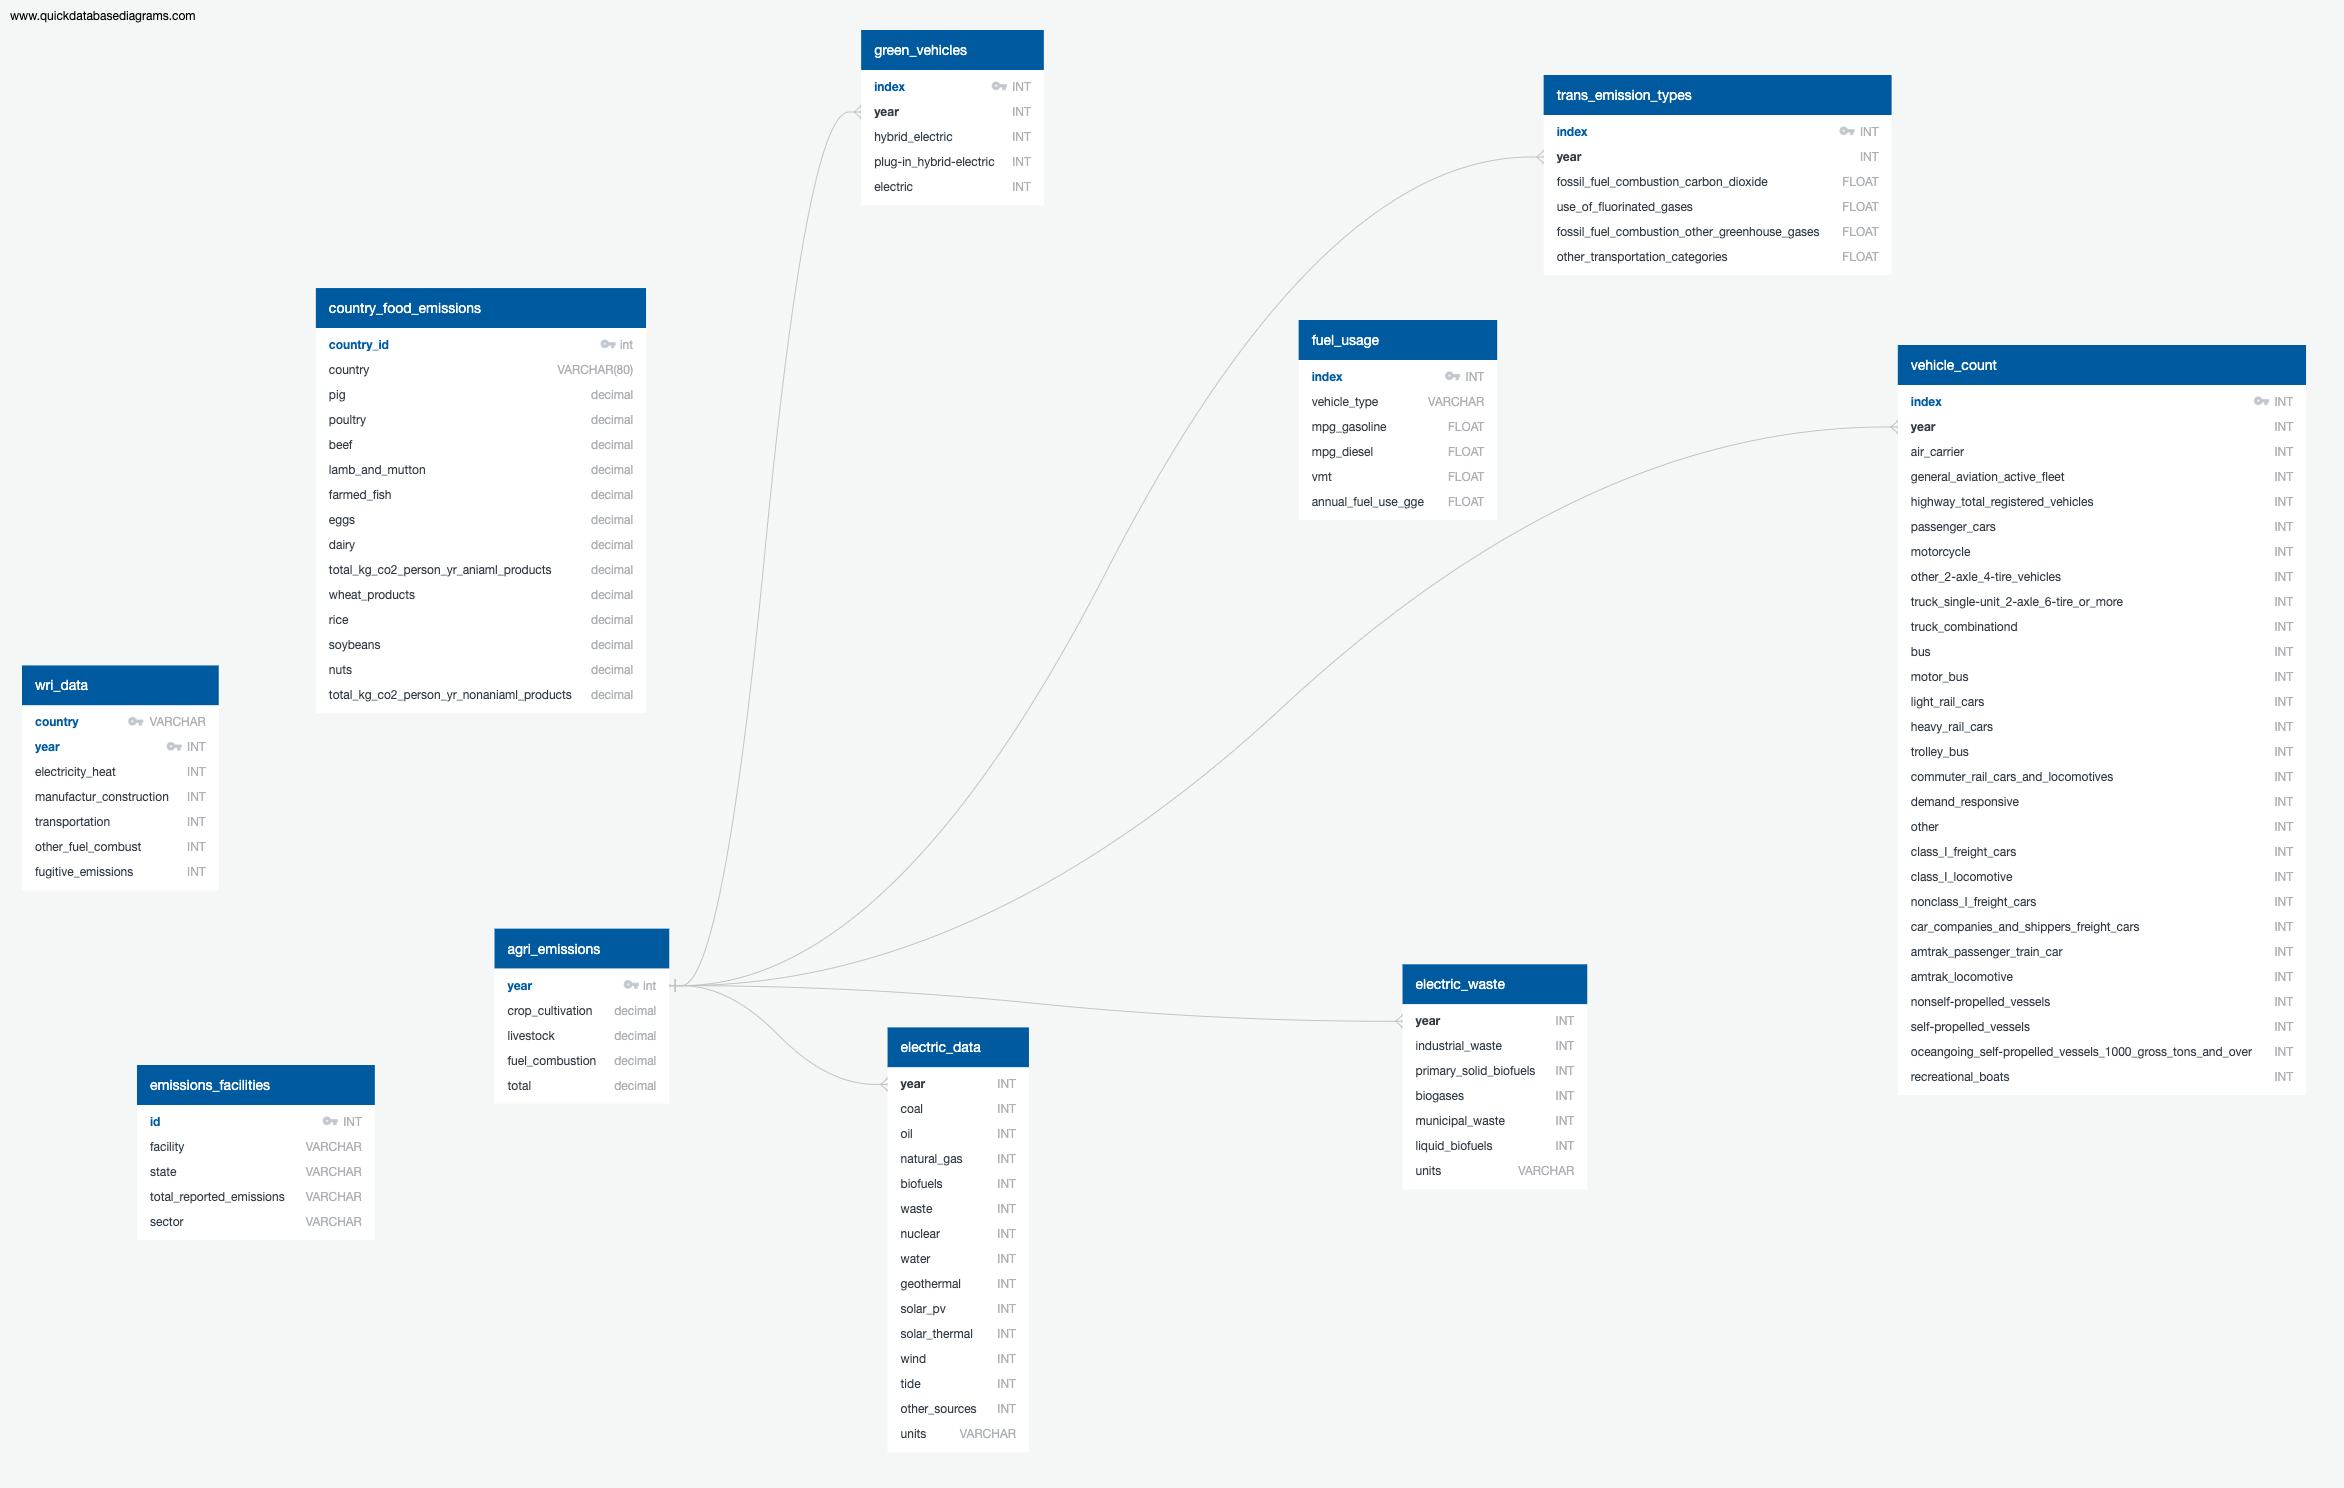 www.quickdatabasediagrams.com
green_vehicles
index INT
year INT
hybrid_electric INT
plug-in_hybrid-electric INT
electric INT
trans_emission_types
index INT
year INT
fossil_fuel_combustion_carbon_dioxide FLOAT
use_of_fluorinated_gases FLOAT
fossil_fuel_combustion_other_greenhouse_gases FLOAT
other_transportation_categories FLOAT
country_food_emissions
country_id int
country VARCHAR(80)
pig decimal
poultry decimal
beef decimal
lamb_and_mutton decimal
farmed_fish decimal
eggs decimal
dairy decimal
total_kg_co2_person_yr_aniaml_products decimal
wheat_products decimal
rice decimal
soybeans decimal
nuts decimal
total_kg_co2_person_yr_nonaniaml_products decimal
fuel_usage
index INT
vehicle_type VARCHAR
mpg_gasoline FLOAT
mpg_diesel FLOAT
vmt FLOAT
annual_fuel_use_gge FLOAT
vehicle_count
index INT
year INT
air_carrier INT
general_aviation_active_fleet INT
highway_total_registered_vehicles INT
passenger_cars INT
motorcycle INT
other_2-axle_4-tire_vehicles INT
truck_single-unit_2-axle_6-tire_or_more INT
truck_combinationd INT
bus INT
motor_bus INT
light_rail_cars INT
heavy_rail_cars INT
trolley_bus INT
commuter_rail_cars_and_locomotives INT
demand_responsive INT
other INT
class_I_freight_cars INT
class_I_locomotive INT
nonclass_I_freight_cars INT
car_companies_and_shippers_freight_cars INT
amtrak_passenger_train_car INT
amtrak_locomotive INT
nonself-propelled_vessels INT
self-propelled_vessels INT
oceangoing_self-propelled_vessels_1000_gross_tons_and_over INT
recreational_boats INT
wri_data
country VARCHAR
year INT
electricity_heat INT
manufactur_construction INT
transportation INT
other_fuel_combust INT
fugitive_emissions INT
agri_emissions
year int
crop_cultivation decimal
livestock decimal
fuel_combustion decimal
total decimal
electric_waste
year INT
industrial_waste INT
primary_solid_biofuels INT
biogases INT
municipal_waste INT
liquid_biofuels INT
units VARCHAR
electric_data
year INT
coal INT
oil INT
natural_gas INT
biofuels INT
waste INT
nuclear INT
water INT
geothermal INT
solar_pv INT
solar_thermal INT
wind INT
tide INT
other_sources INT
units VARCHAR
emissions_facilities
id INT
facility VARCHAR
state VARCHAR
total_reported_emissions VARCHAR
sector VARCHAR